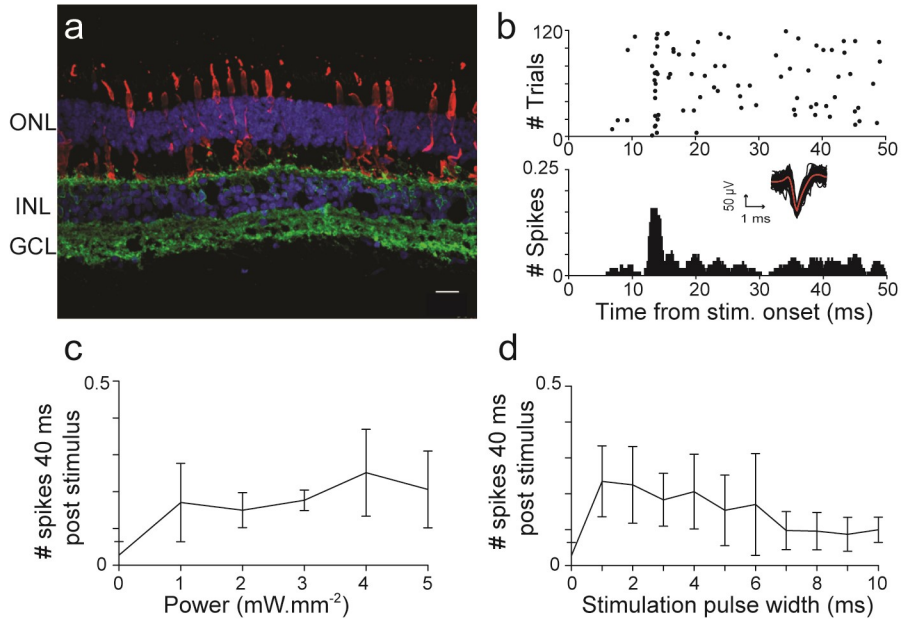 a
ONL
INL
GCL
b
# Trials
120
80
40
0
0 10 20 30 40 50
# Spikes
0.25
0
50 µV
1 ms
0 10 20 30 40 50
Time from stim. onset (ms)
c
# spikes 40 ms
post stimulus
0.5
0
0 1 2 3 4 5
Power (mW.mm-2)
d
# spikes 40 ms
post stimulus
0.5
0
0 2 4 6 8 10
Stimulation pulse width (ms)